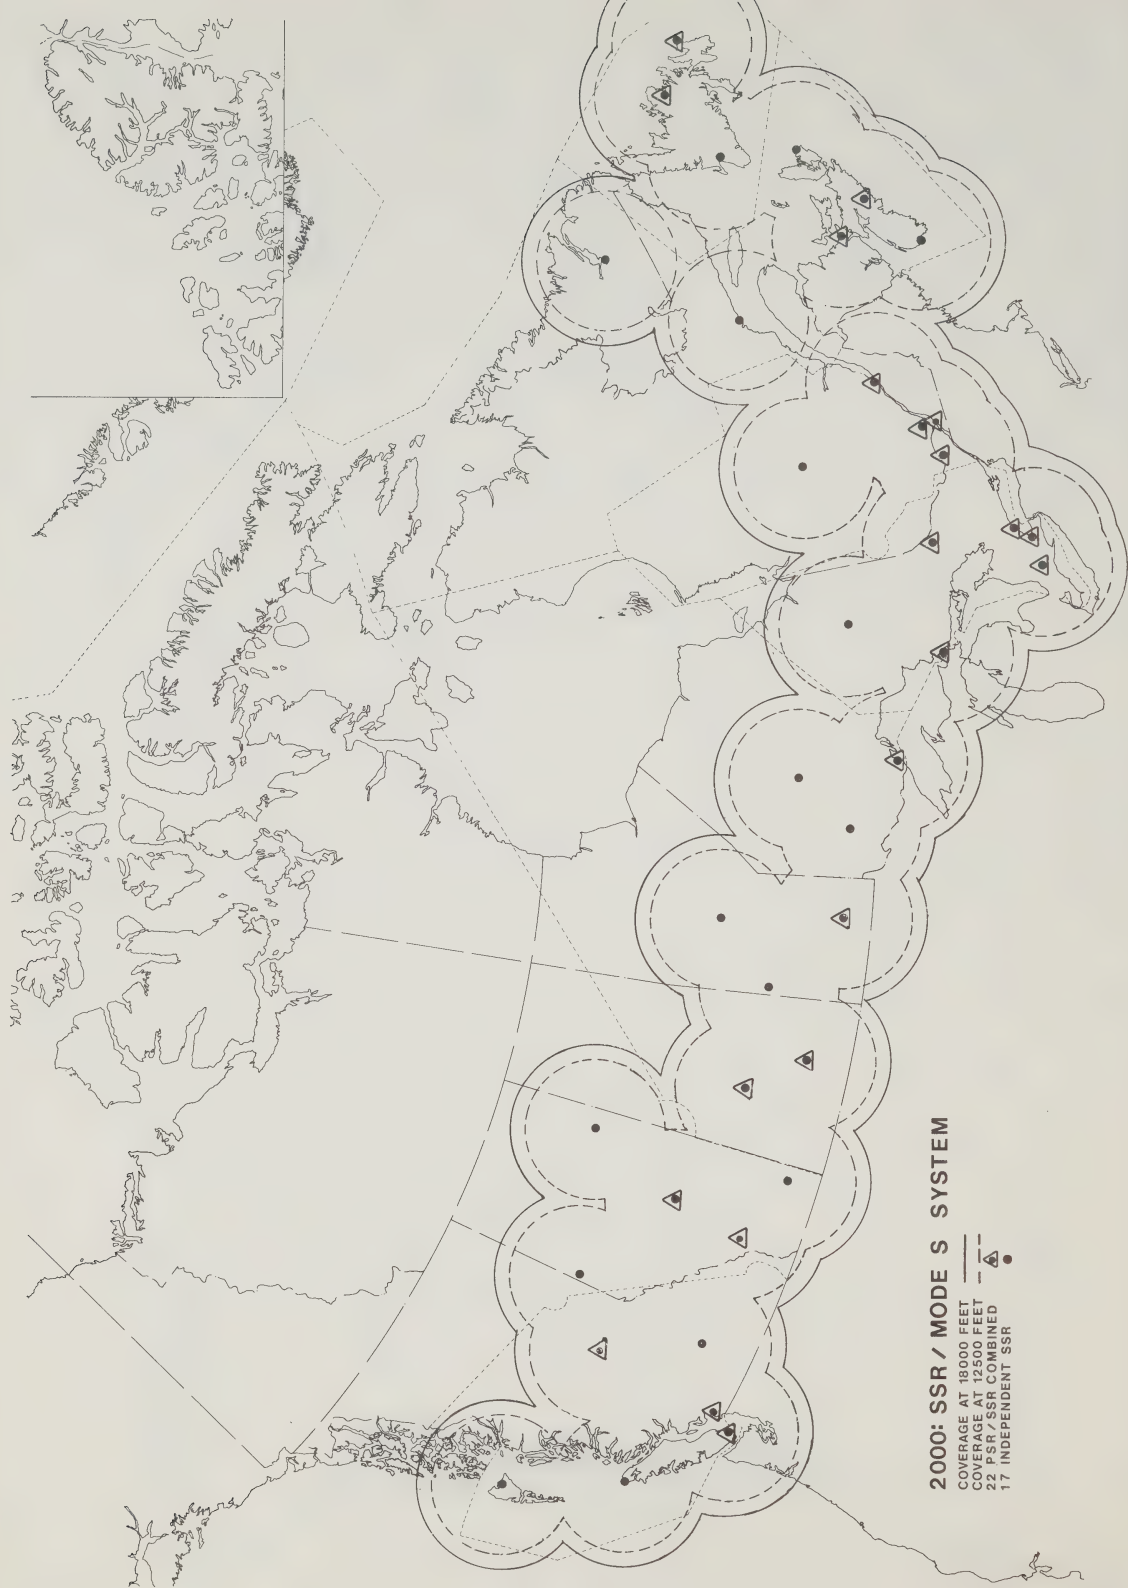 2000: SSR / MODE S SYSTEM
COVERAGE AT 18000 FEET
COVERAGE AT 12500 FEET
22 PSR / SSR COMBINED
17 INDEPENDENT SSR